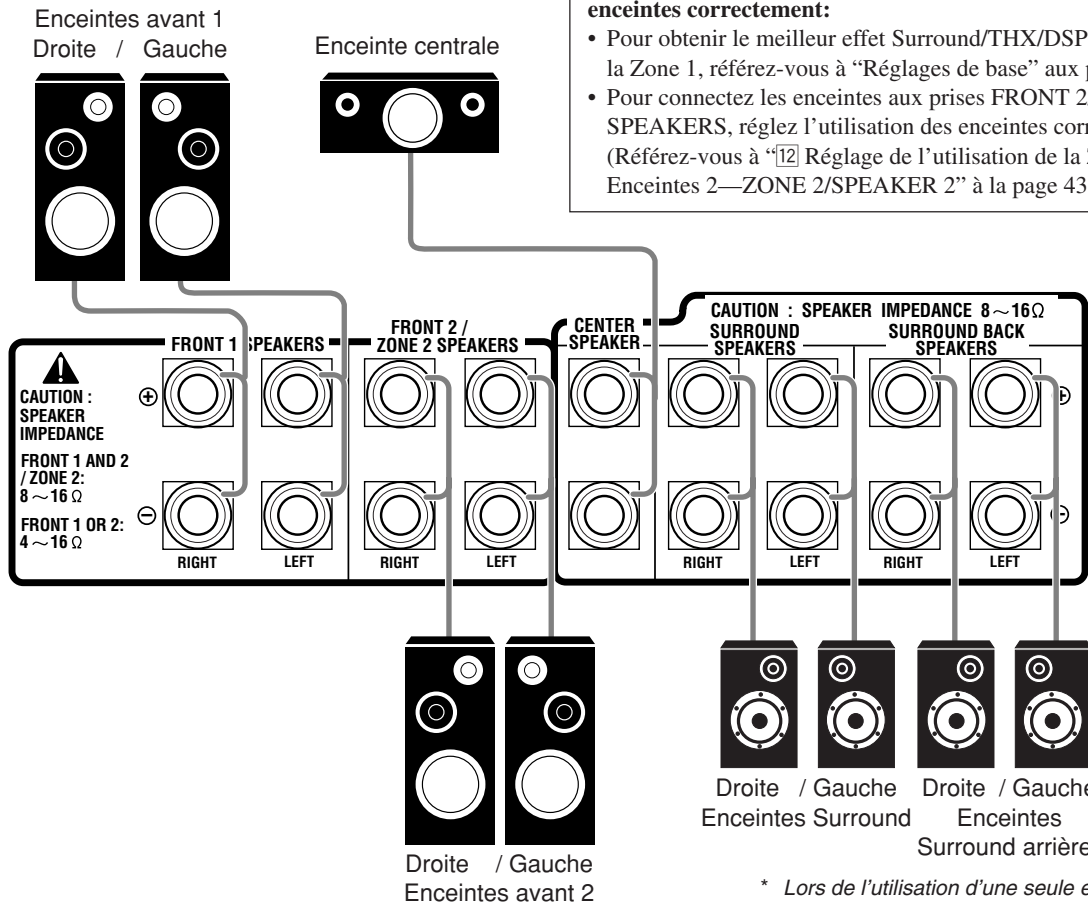 Enceintes avant 1
Droite / Gauche
Enceinte centrale
enceintes correctement:
• Pour obtenir le meilleur effet Surround/THX/DSP
la Zone 1, référez-vous à “Réglages de base” aux
• Pour connectez les enceintes aux prises FRONT 2
SPEAKERS, réglez l’utilisation des enceintes
(Référez-vous à “12 Réglage de l’utilisation de la
Enceintes 2—ZONE 2/SPEAKER 2” à la page 43
CAUTION : SPEAKER IMPEDANCE 8～16Ω
FRONT 1 SPEAKERS
FRONT 2 /
ZONE 2 SPEAKERS
CENTER
SPEAKER
SURROUND
SPEAKERS
SURROUND BACK
SPEAKERS
CAUTION :
SPEAKER
IMPEDANCE
FRONT 1 AND 2
/ ZONE 2:
8～16 Ω
FRONT 1 OR 2:
4～16 Ω
⊕ ⊕
⊖ ⊖
RIGHT LEFT RIGHT LEFT RIGHT LEFT RIGHT LEFT
Droite / Gauche
Enceintes Surround
Droite / Gauche
Enceintes
Surround arrière
Droite / Gauche
Enceintes avant 2
* Lors de l’utilisation d’une seule